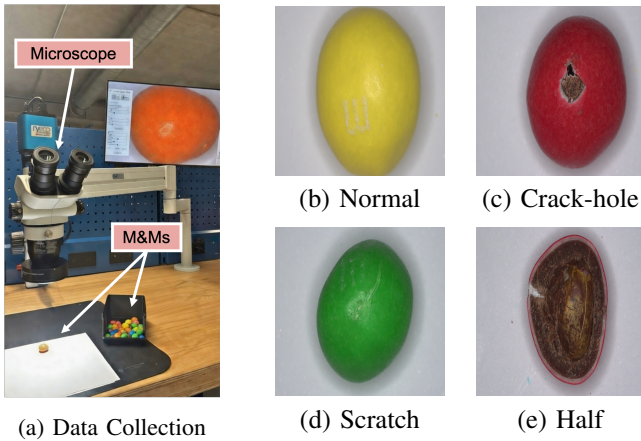 Microscope
M&Ms
(a) Data Collection
(b) Normal
(c) Crack-hole
(d) Scratch
(e) Half